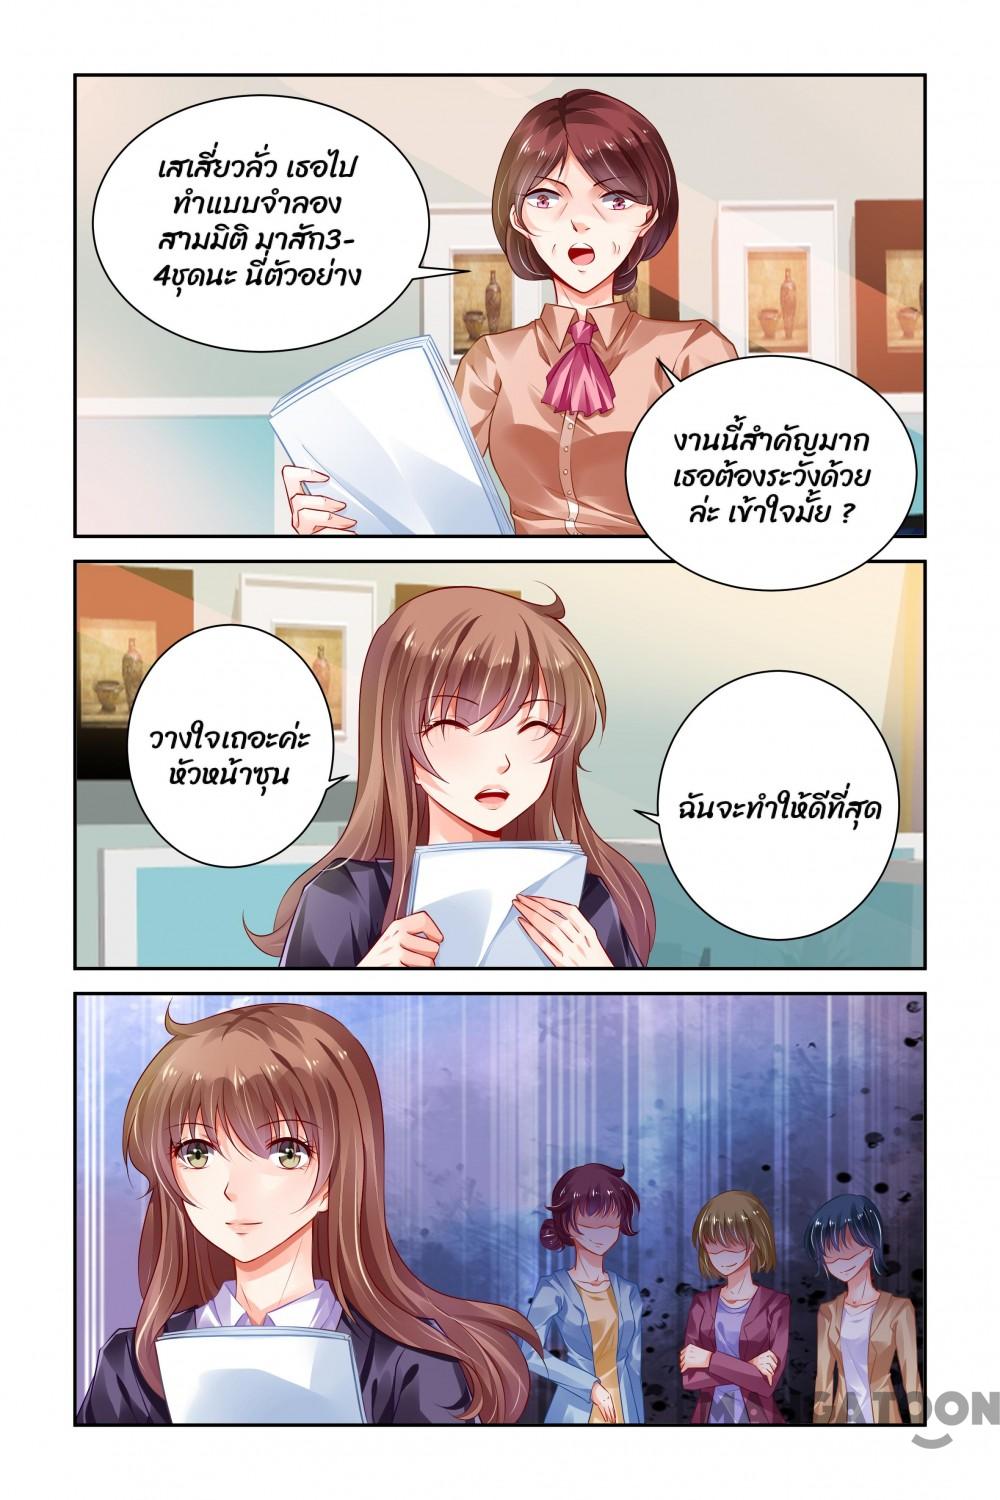 เสเสี่ยวลั่ว เธอไป
ทำแบบจำลอง
สามมิติ มาสัก3-
4ชุดนะ นี่ตัวอย่าง
งานนี้สำคัญมาก
เธอต้องระวังด้วย
ล่ะ เข้าใจมั้ย ?
วางใจเถอะค่ะ
หัวหน้าซุน
ฉันจะทำให้ดีที่สุด
MANGATOON